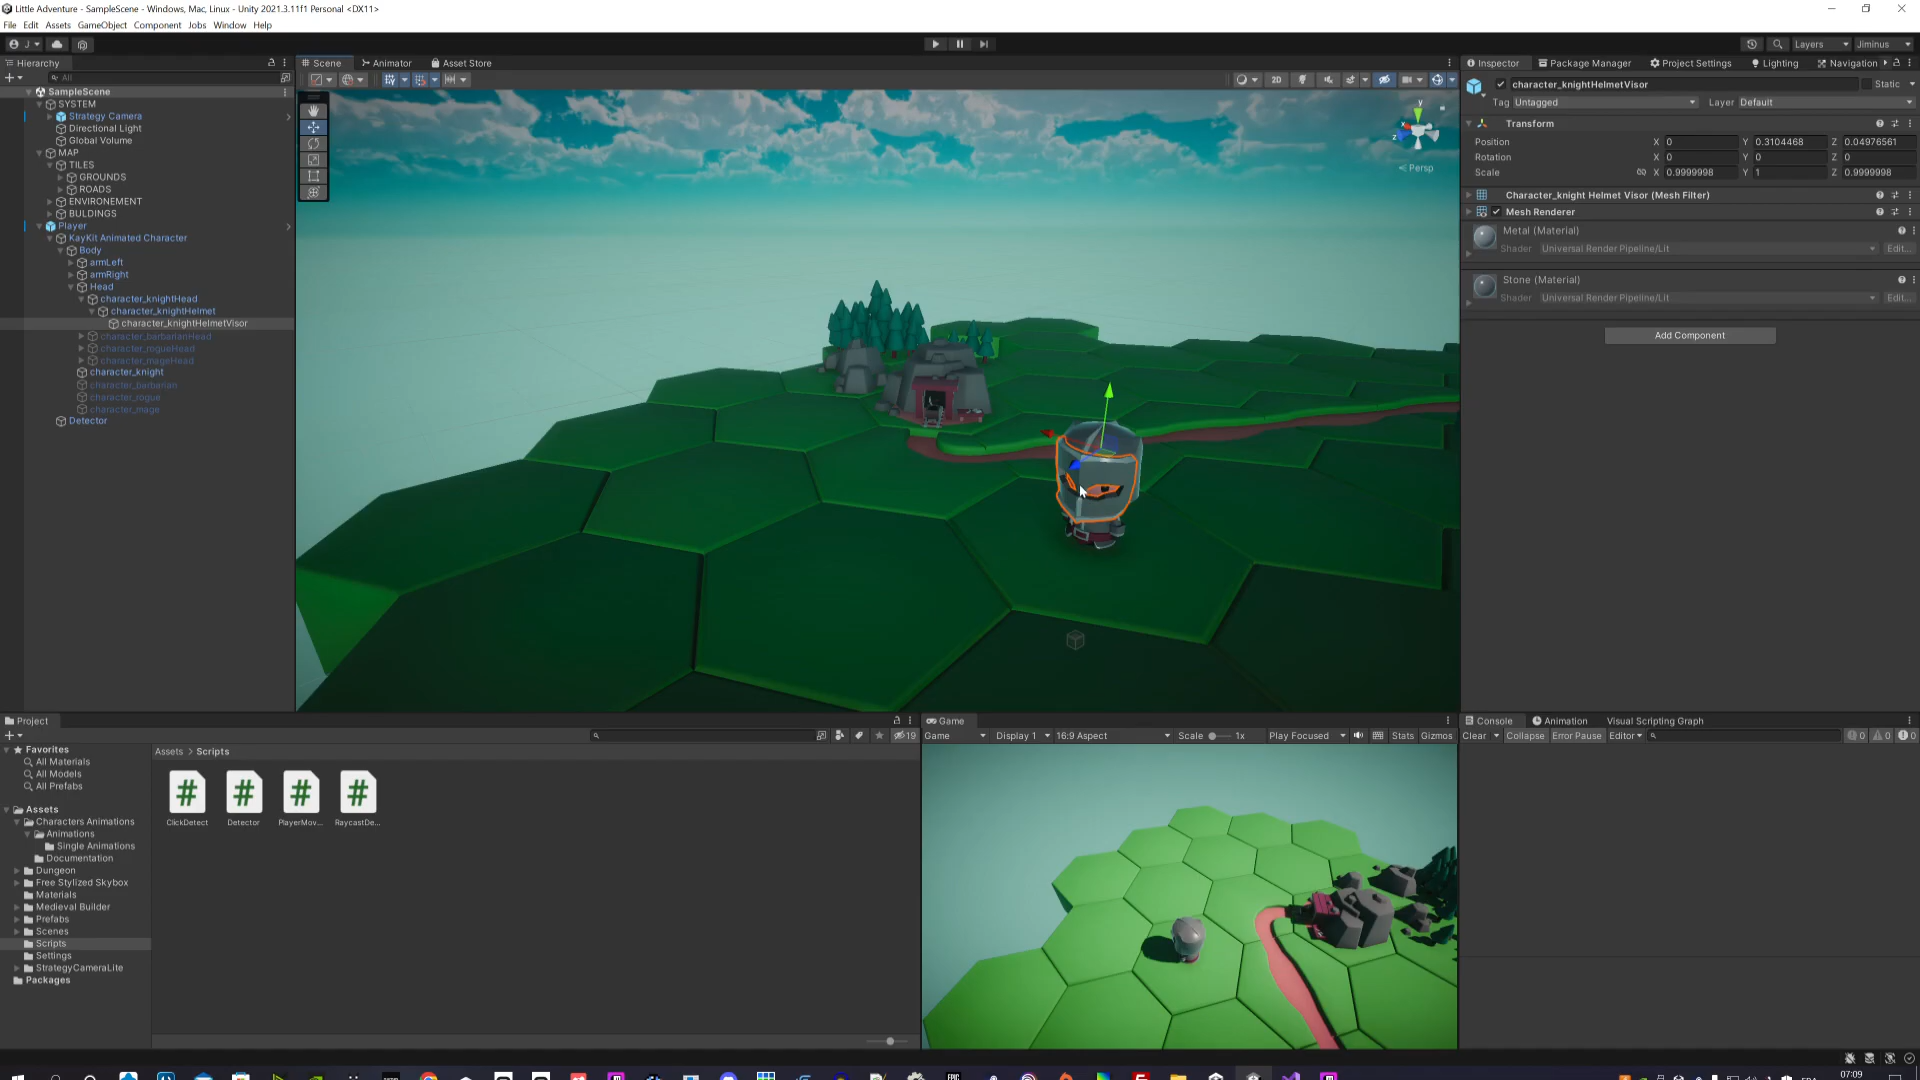 Little Adventure - SampleScene - Windows, Mac, Linux - Unity 2021.3.11f1 Personal <DX11>
File Edit Assets GameObject Component Jobs Window Help
J Layers Jiminus
Hierarchy
All
SampleScene
SYSTEM
Strategy Camera
Directional Light
Global Volume
MAP
TILES
GROUNDS
ROADS
ENVIRONEMENT
BULDINGS
Player
KayKit Animated Character
Body
armLeft
armRight
Head
character_knightHead
character_knightHelmet
character_knightHelmetVisor
character_barbarianHead
character_rogueHead
character_mageHead
character_knight
character_barbarian
character_rogue
character_mage
Detector
Scene Animator Asset Store
2D
y
x
z
Persp
Inspector Package Manager Project Settings Lighting Navigation
character_knightHelmetVisor Static
Tag Untagged Layer Default
Transform
Position X 0 Y 0.3104468 Z 0.04976561
Rotation X 0 Y 0 Z 0
Scale X 0.9999998 Y 1 Z 0.9999998
Character_knight Helmet Visor (Mesh Filter)
Mesh Renderer
Metal (Material)
Shader Universal Render Pipeline/Lit Edit...
Stone (Material)
Shader Universal Render Pipeline/Lit Edit...
Add Component
Project
19
Favorites
All Materials
All Models
All Prefabs
Assets
Characters Animations
Animations
Single Animations
Documentation
Dungeon
Free Stylized Skybox
Materials
Medieval Builder
Prefabs
Scenes
Scripts
Settings
StrategyCameraLite
Packages
Assets > Scripts
# # # #
ClickDetect Detector PlayerMov... RaycastDe...
Game
Game Display 1 16:9 Aspect Scale 1x Play Focused Stats Gizmos
Console Animation Visual Scripting Graph
Clear Collapse Error Pause Editor 0 0 0
07:09